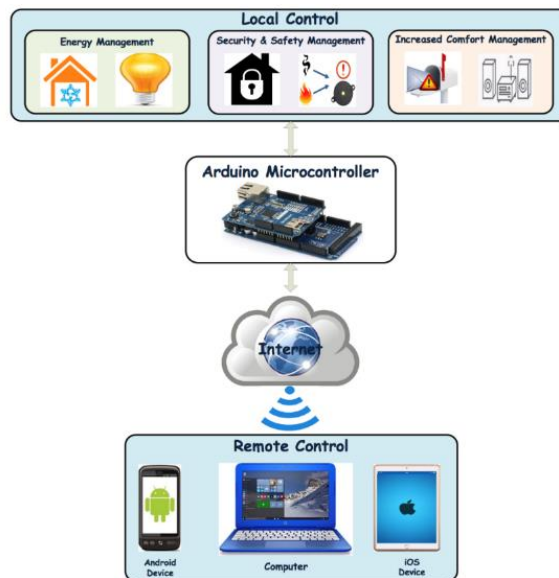 Local Control
Energy Management
Security & Safety Management
Increased Comfort Management
Arduino Microcontroller
Internet
Remote Control
Android
Device
Computer
iOS
Device